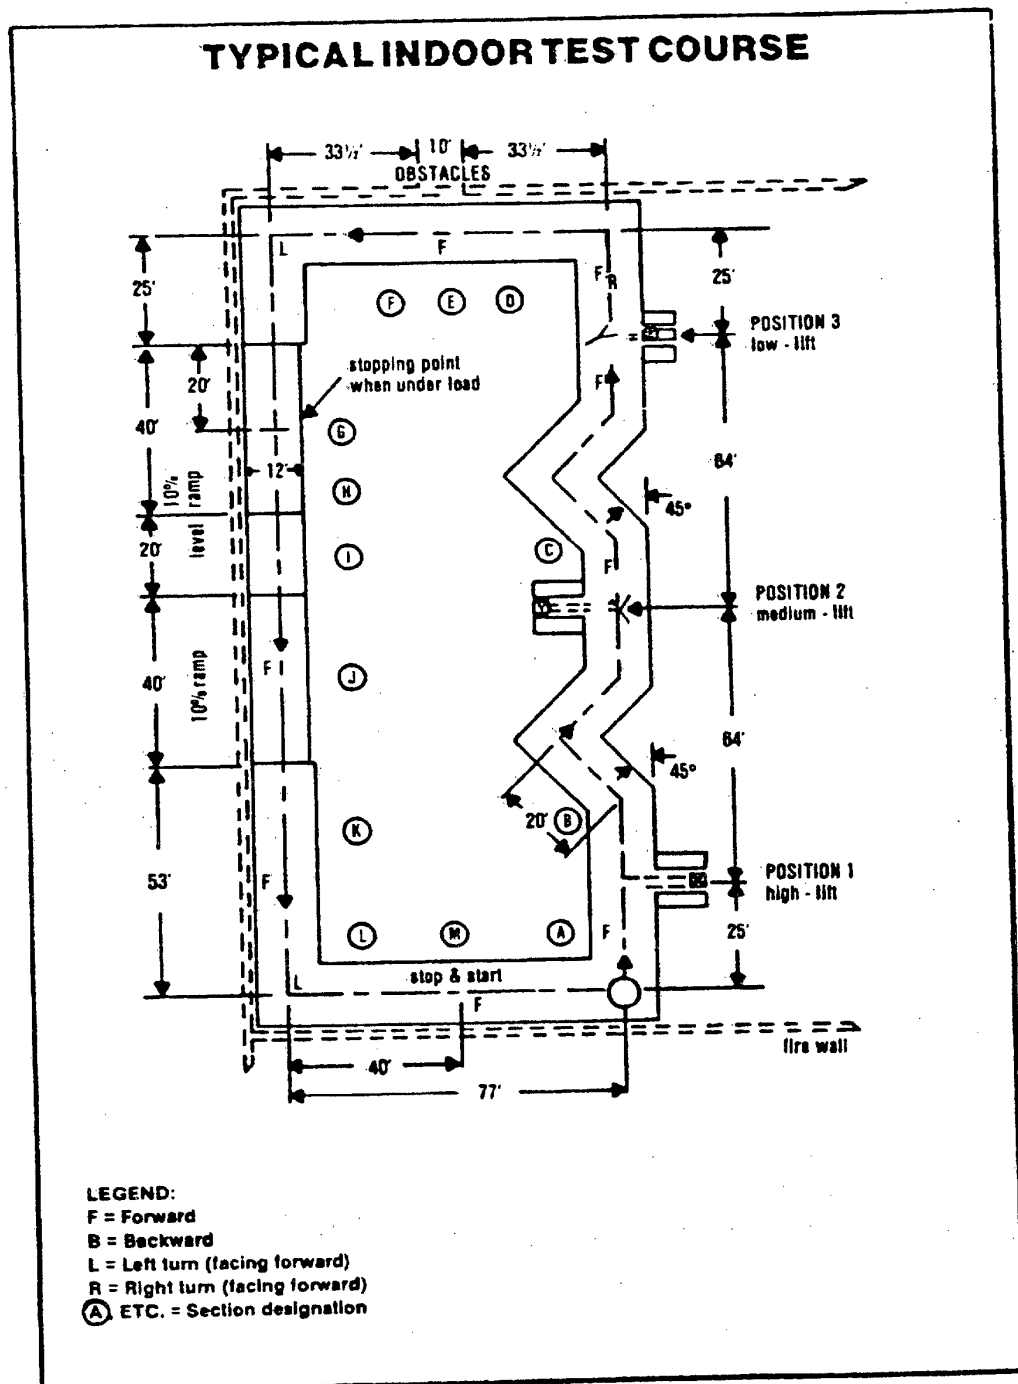 TYPICAL INDOOR TEST COURSE
33½' 10' 33½'
OBSTACLES
L F F R
25' 25'
F E D
POSITION 3
low - lift
stopping point
when under load
20' F
40' G
12' 64'
10% ramp H 45°
20' level I C F
POSITION 2
medium - lift
F
40' 10% ramp J
64'
45°
20' B
K
53' F
POSITION 1
high - lift
L M A F 25'
stop & start
L F
fire wall
40'
77'
LEGEND:
F = Forward
B = Backward
L = Left turn (facing forward)
R = Right turn (facing forward)
A, ETC. = Section designation